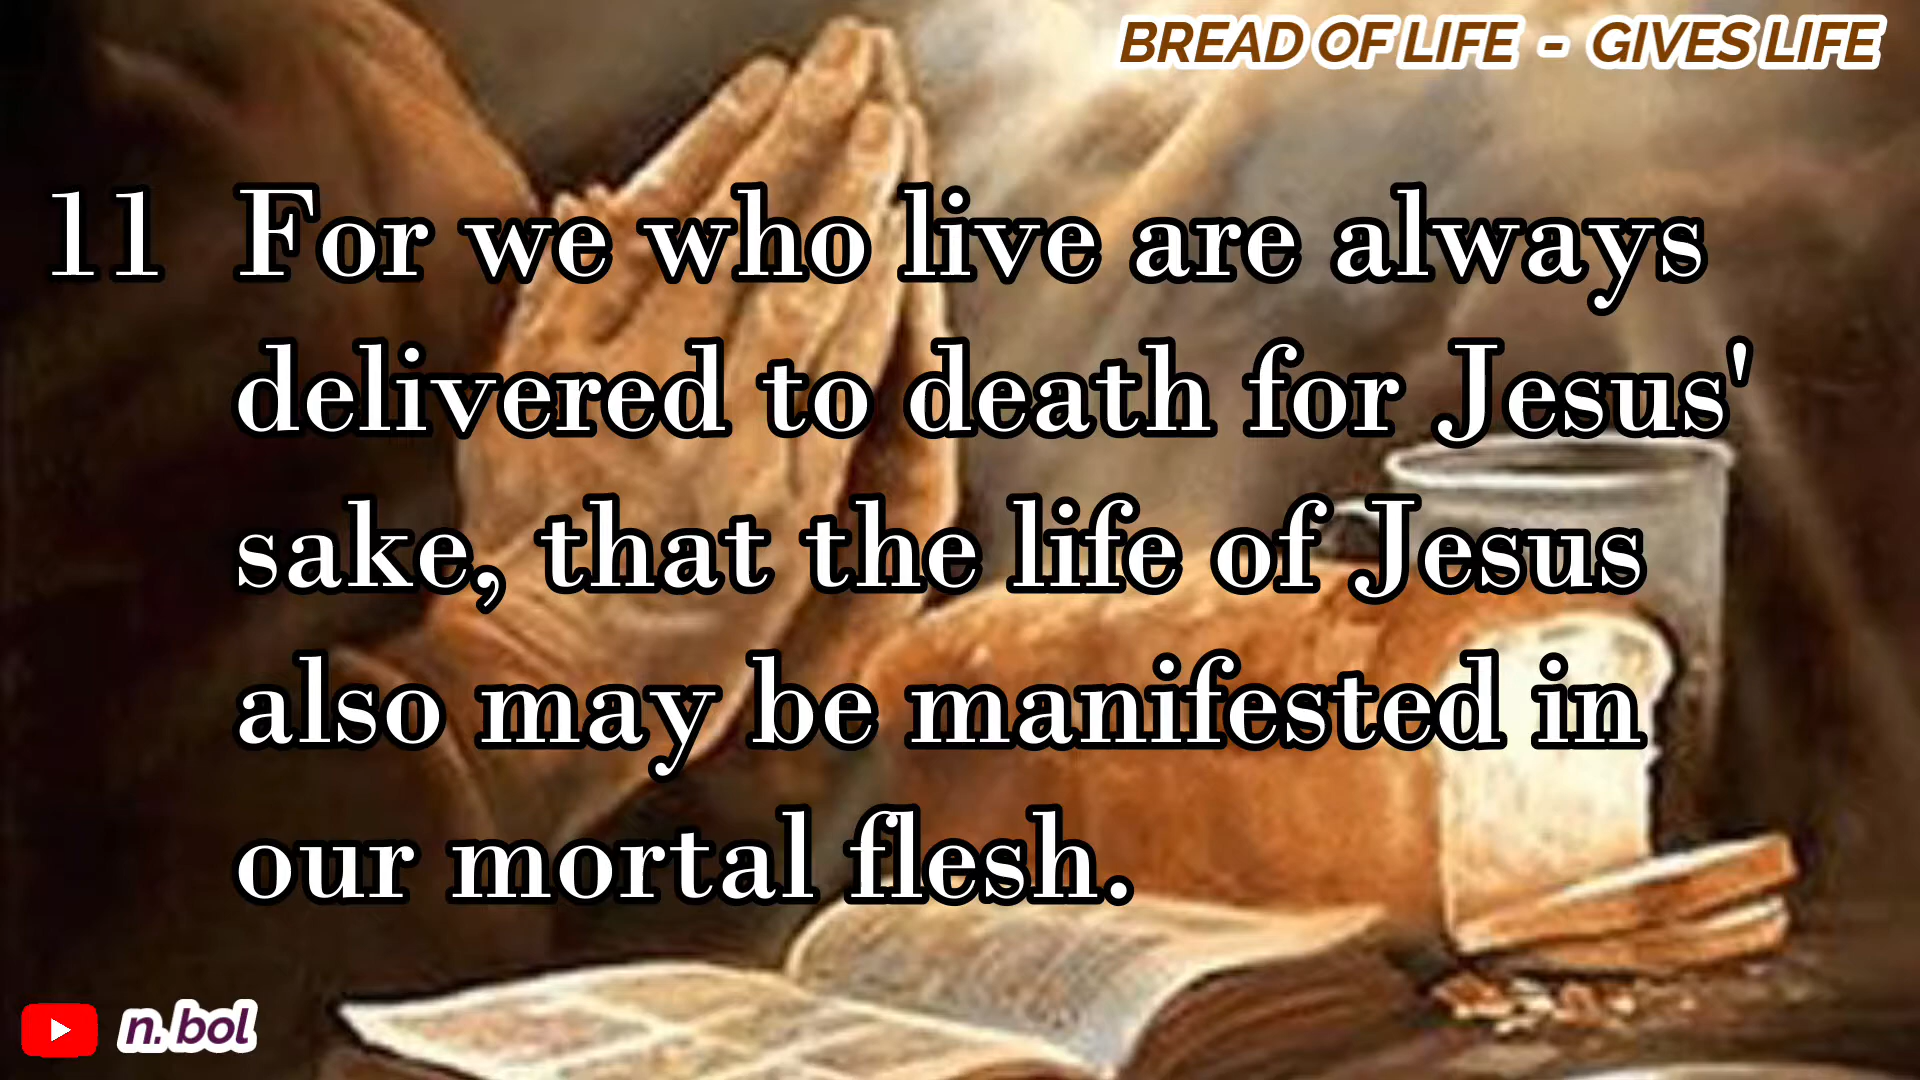 BREAD OF LIFE - GIVES LIFE
11 For we who live are always
delivered to death for Jesus'
sake, that the life of Jesus
also may be manifested in
our mortal flesh.
n. bol